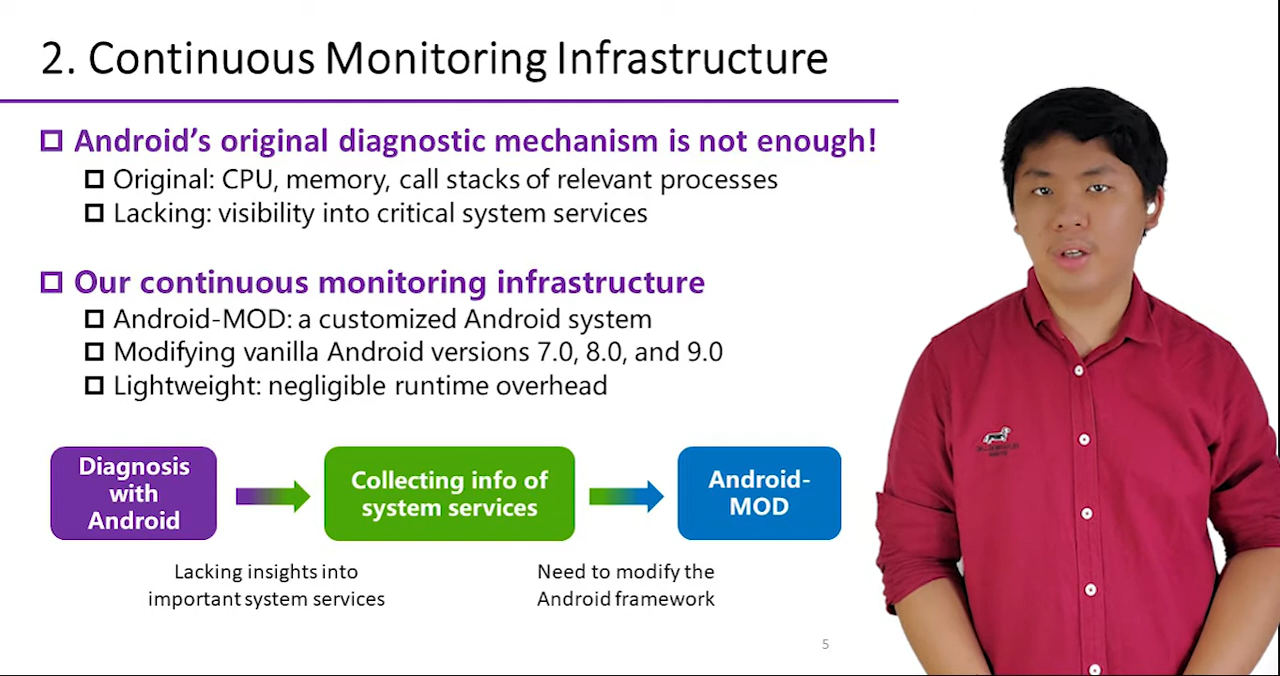 2. Continuous Monitoring Infrastructure
Android's original diagnostic mechanism is not enough!
Original: CPU, memory, call stacks of relevant processes
Lacking: visibility into critical system services
Our continuous monitoring infrastructure
Android-MOD: a customized Android system
Modifying vanilla Android versions 7.0, 8.0, and 9.0
Lightweight: negligible runtime overhead
Diagnosis
with
Android
Collecting info of
system services
Android-
MOD
Lacking insights into
important system services
Need to modify the
Android framework
5